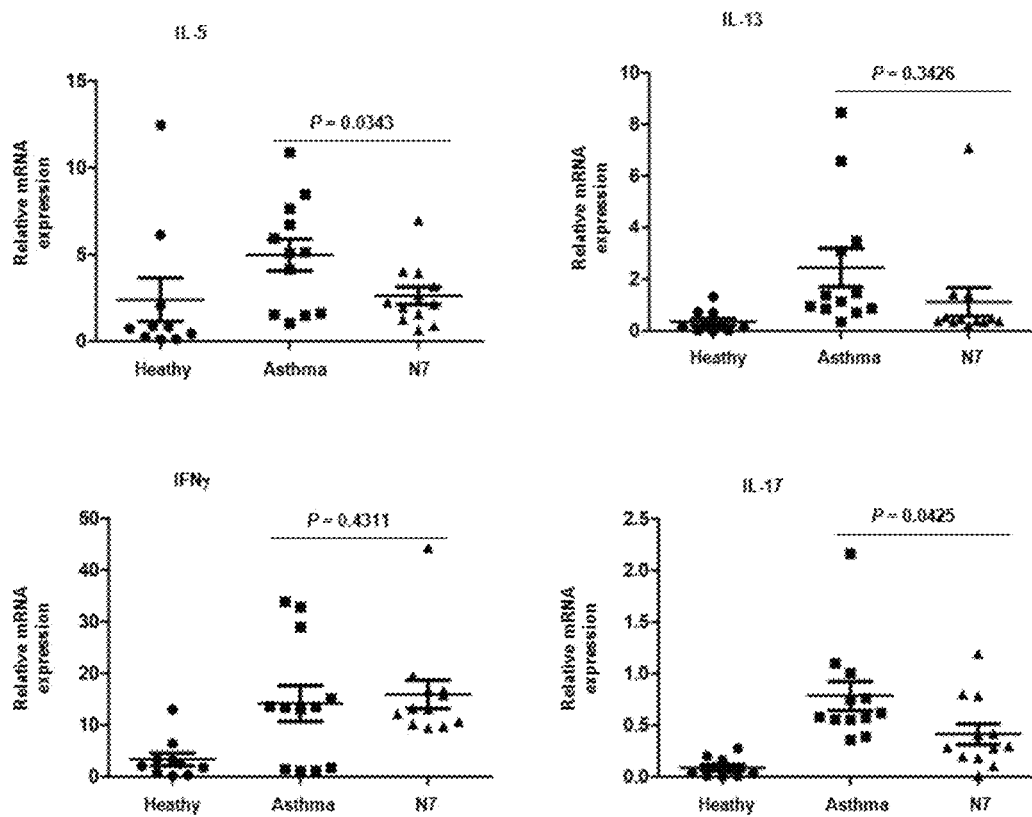 IL-5
15
10
5
0
Relative mRNA
expression
P = 0.0343
Heathy
Asthma
N7
IL-13
10
8
6
4
2
0
Relative mRNA
expression
P = 0.3426
Heathy
Asthma
N7
IFNγ
50
40
30
20
10
0
Relative mRNA
expression
P = 0.4311
Heathy
Asthma
N7
IL-17
2.5
2.0
1.5
1.0
0.5
0.0
Relative mRNA
expression
P = 0.0425
Heathy
Asthma
N7